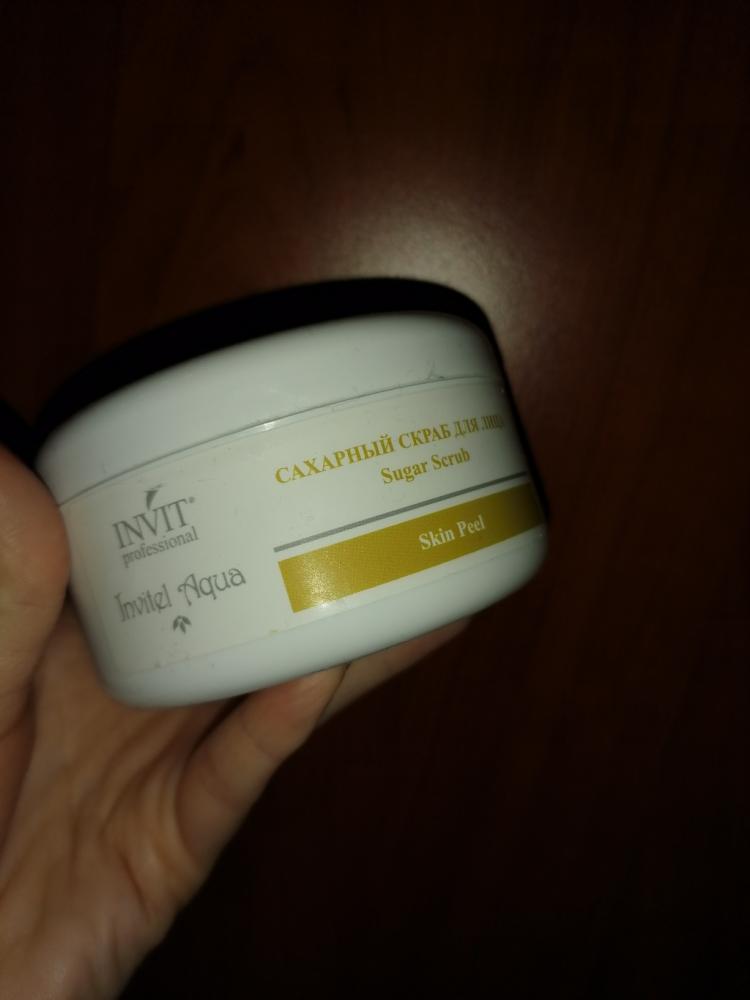 САХАРНЫЙ СКРАБ ДЛЯ ЛИЦА
Sugar Scrub
Skin Peel
INVIT®
professional
Invitel Aqua